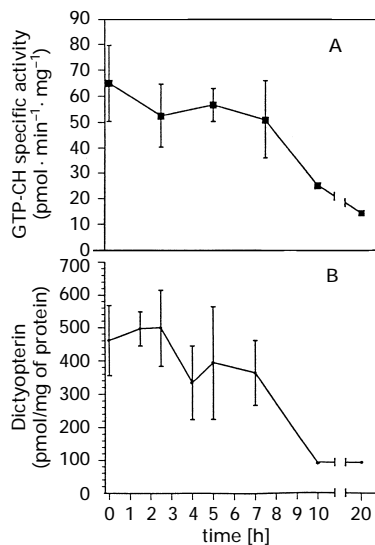 A
GTP-CH specific activity
(pmol · min⁻¹ · mg⁻¹)
90
80
70
60
50
40
30
20
10
0
B
Dictyopterin
(pmol/mg of protein)
700
600
500
400
300
200
100
0
0 1 2 3 4 5 6 7 8 9 10 20
time [h]